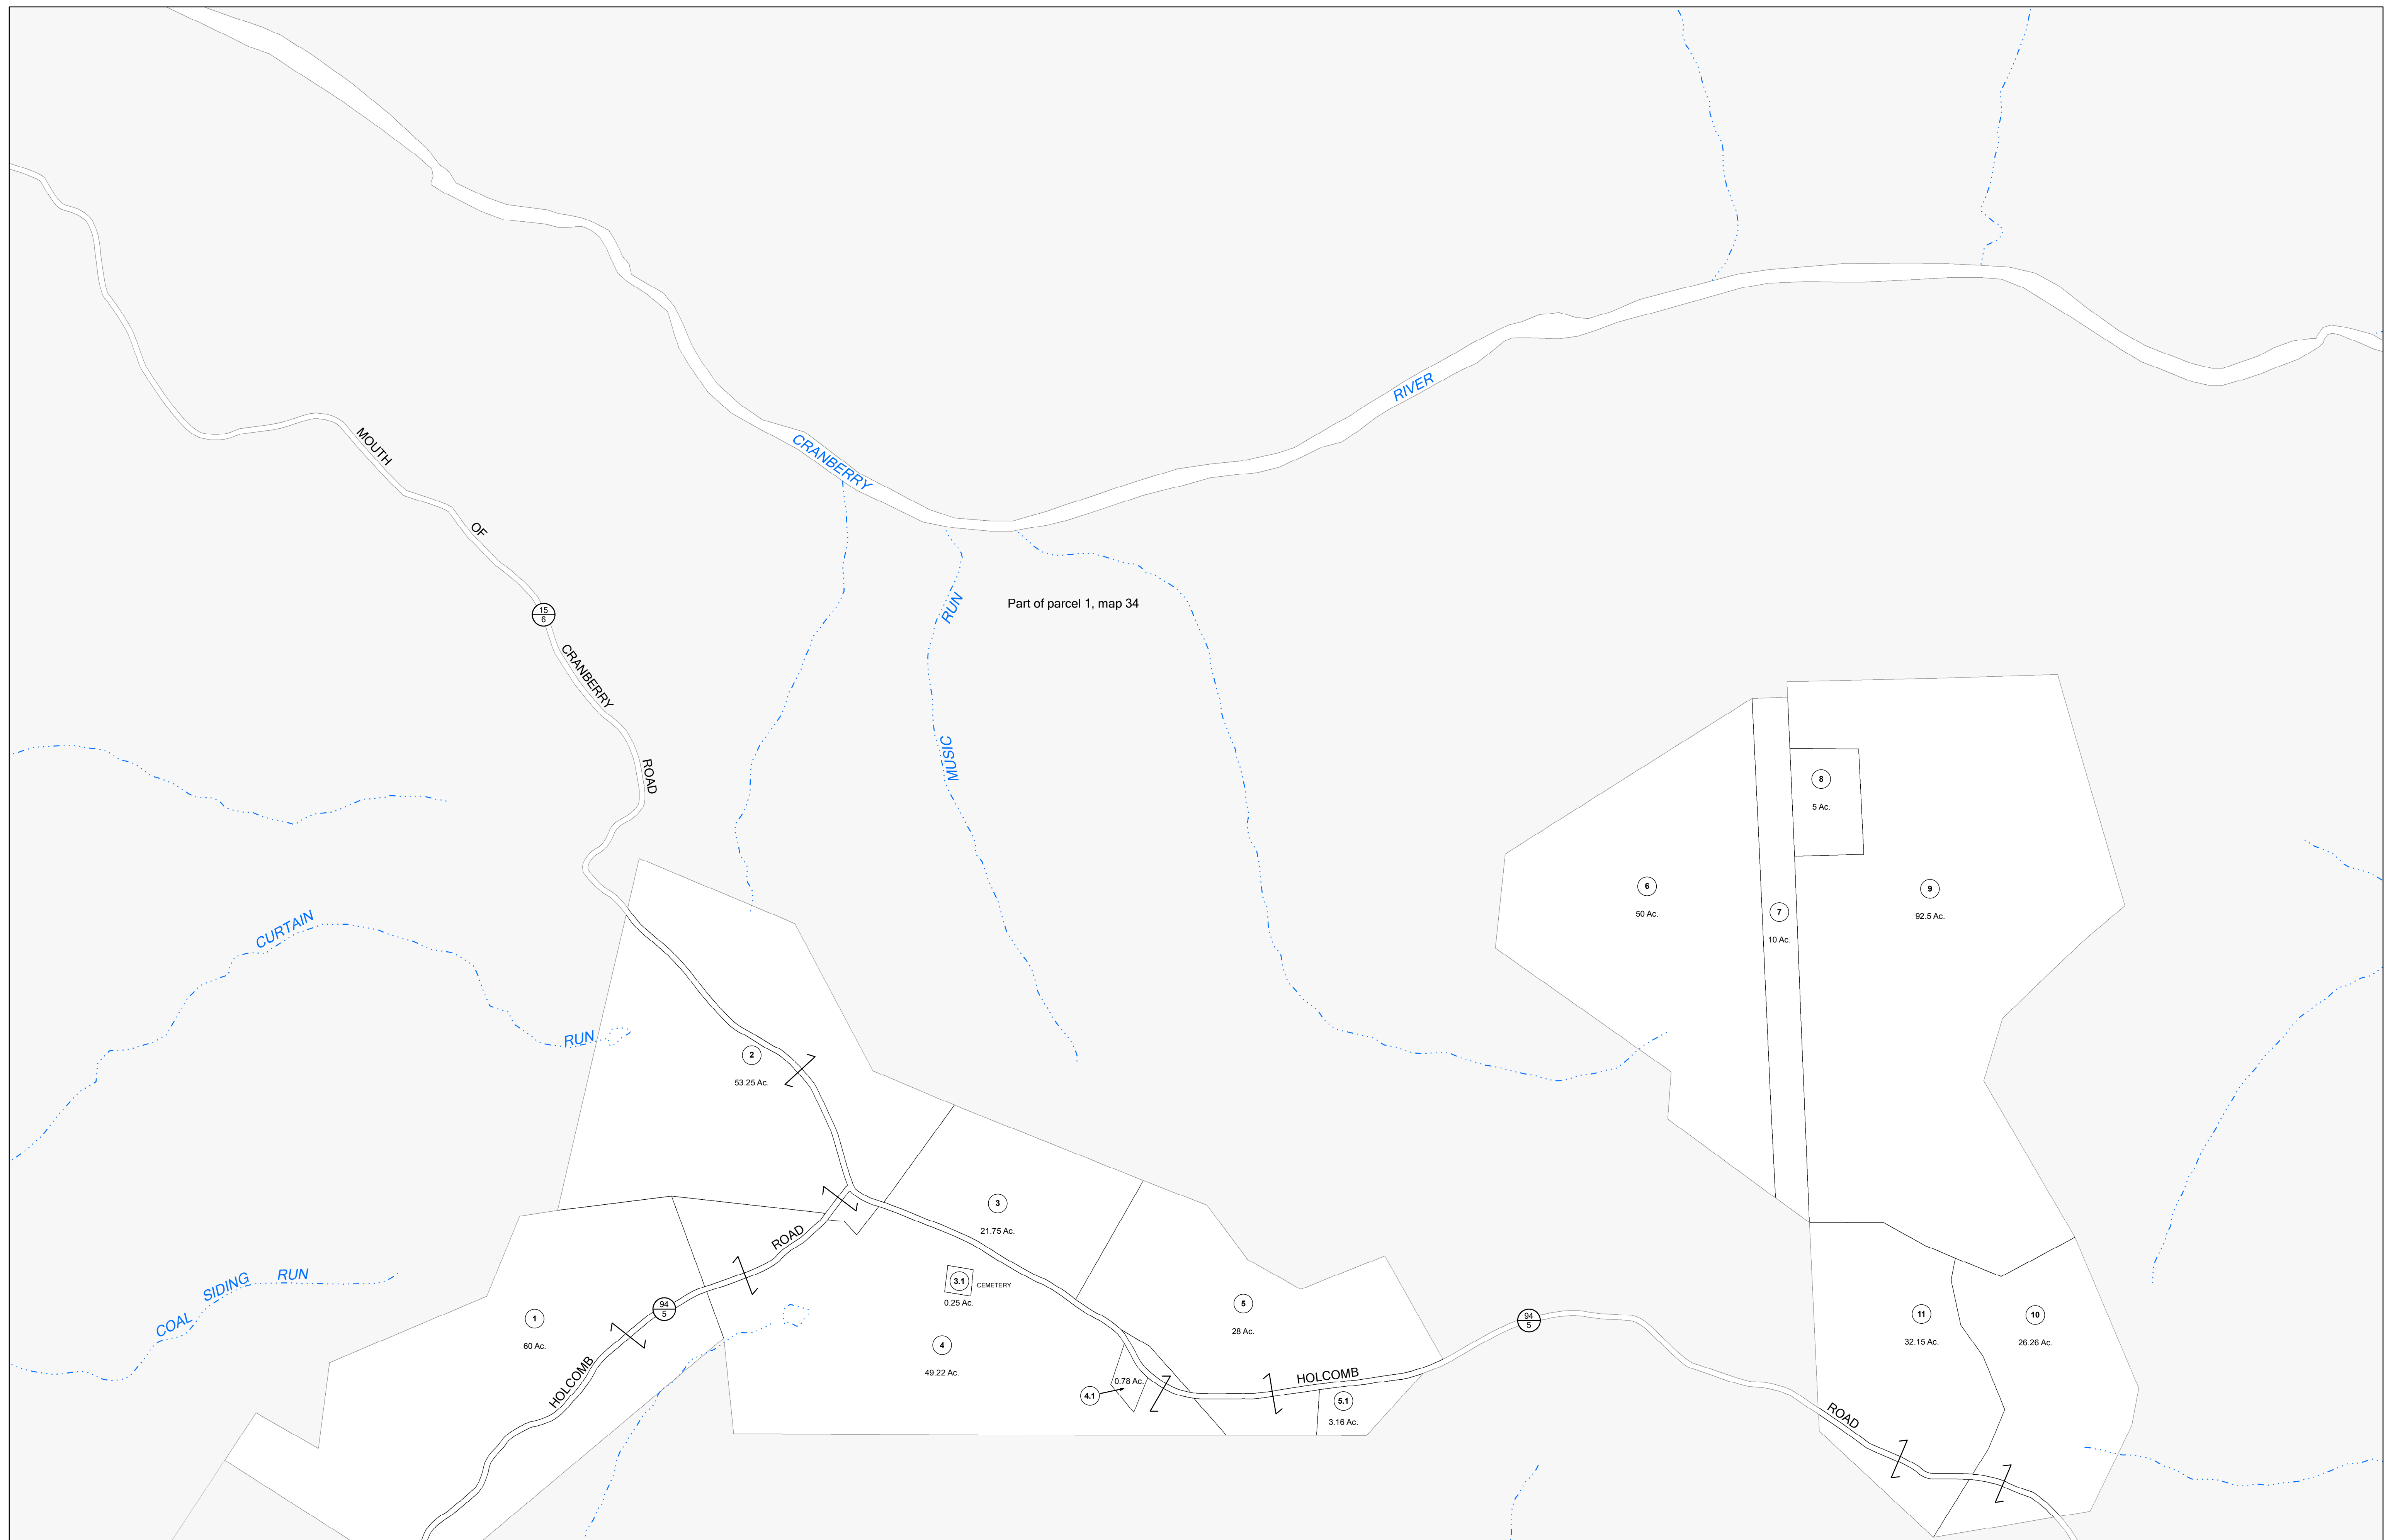 RIVER
CRANBERRY
MOUTH
OF
15
6
CRANBERRY
ROAD
RUN
MUSIC
Part of parcel 1, map 34
8
5 Ac.
6
50 Ac.
7
10 Ac.
9
92.5 Ac.
CURTAIN
RUN
2
53.25 Ac.
3
21.75 Ac.
ROAD
3.1
CEMETERY
0.25 Ac.
COAL
SIDING
RUN
1
60 Ac.
94
5
HOLCOMB
4
49.22 Ac.
5
28 Ac.
4.1
0.78 Ac.
HOLCOMB
5.1
3.16 Ac.
94
5
ROAD
11
32.15 Ac.
10
26.26 Ac.